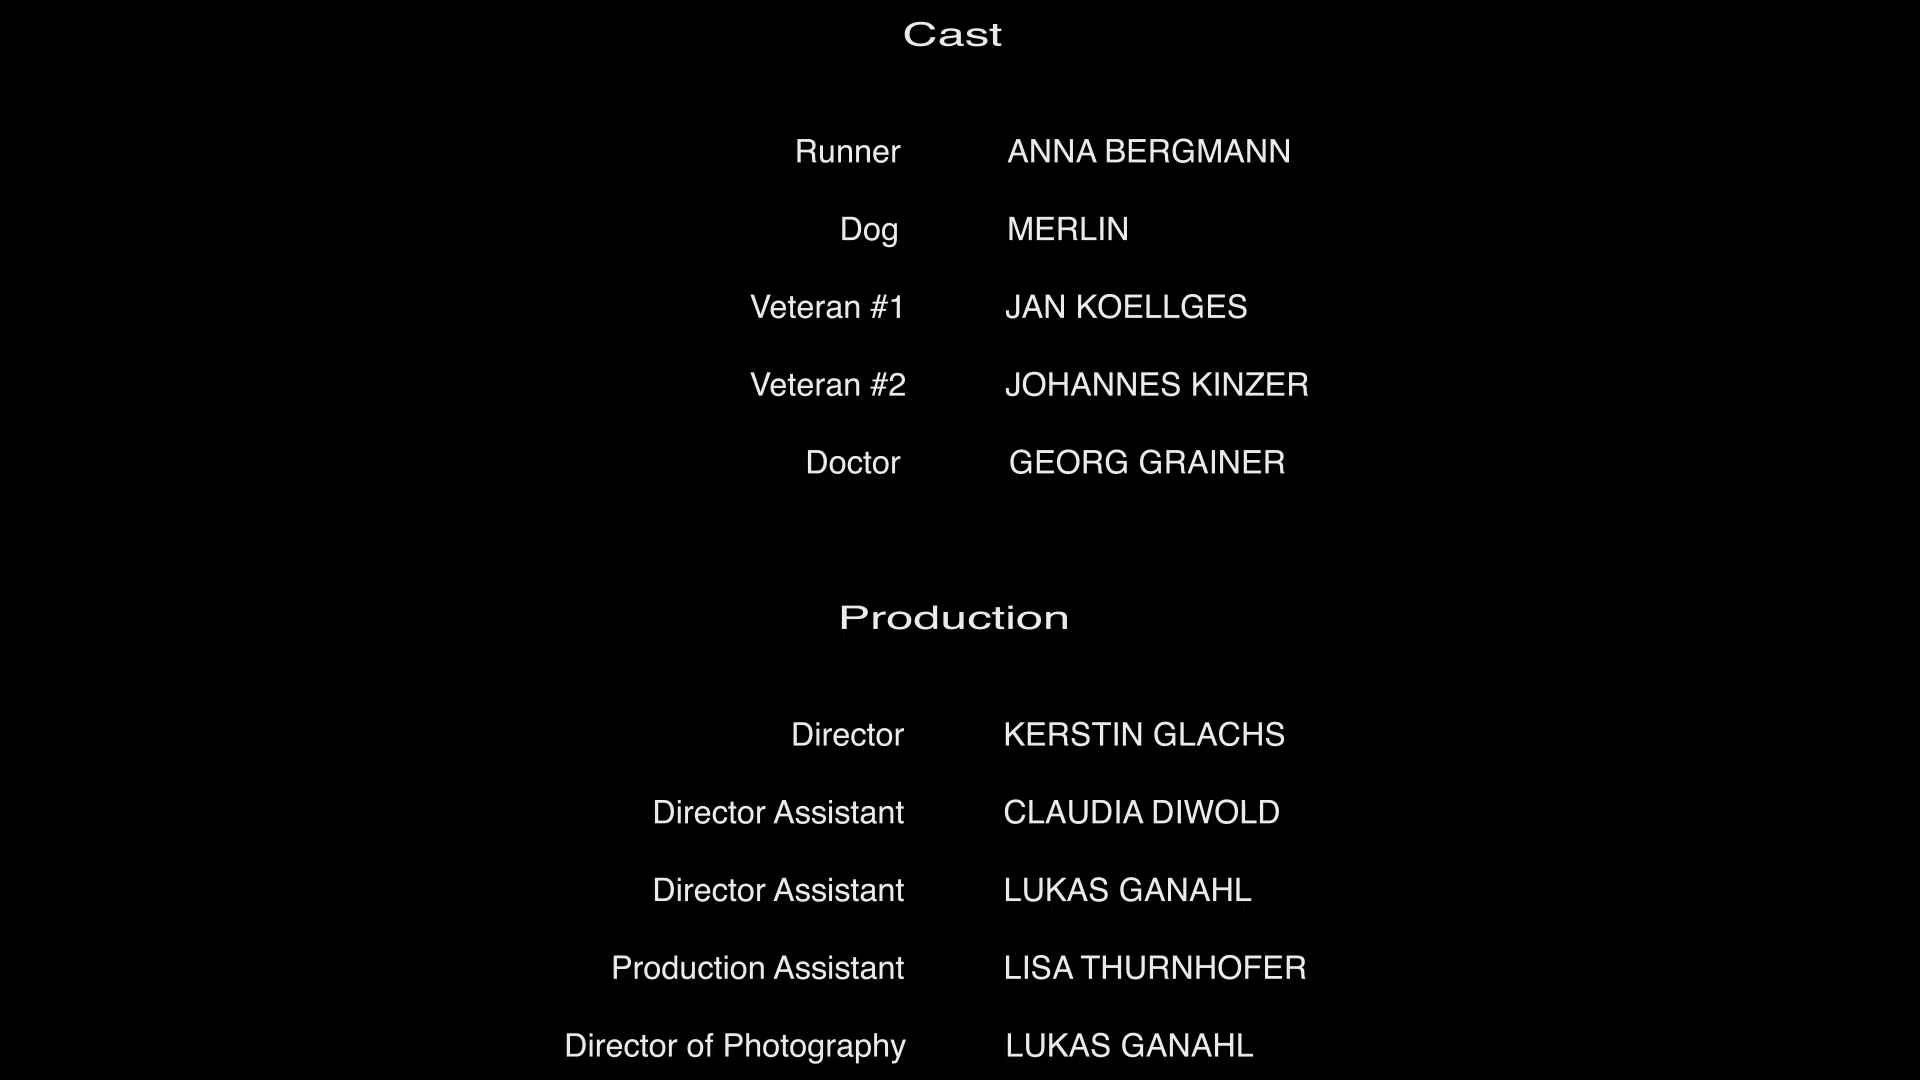 Cast
Runner ANNA BERGMANN
Dog MERLIN
Veteran #1 JAN KOELLGES
Veteran #2 JOHANNES KINZER
Doctor GEORG GRAINER
Production
Director KERSTIN GLACHS
Director Assistant CLAUDIA DIWOLD
Director Assistant LUKAS GANAHL
Production Assistant LISA THURNHOFER
Director of Photography LUKAS GANAHL